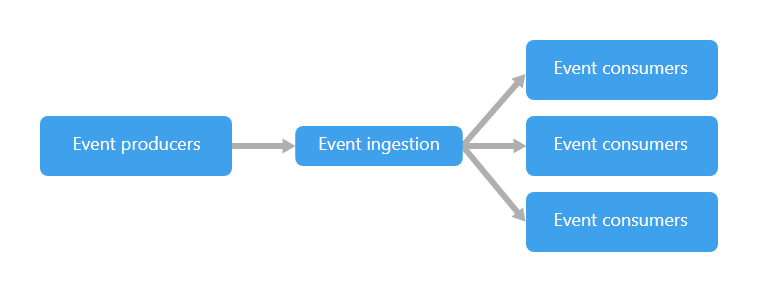 Event consumers
Event producers
Event ingestion
Event consumers
Event consumers